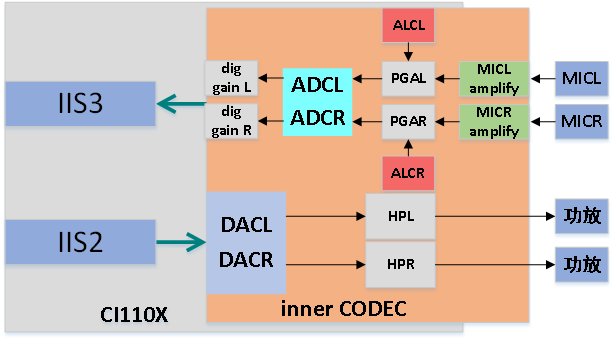 ALCL
dig
gain L
ADCL
PGAL
MICL
amplify
MICL
IIS3
dig
gain R
ADCR
PGAR
MICR
amplify
MICR
ALCR
IIS2
DACL
DACR
HPL
功放
HPR
功放
CI110X
inner CODEC